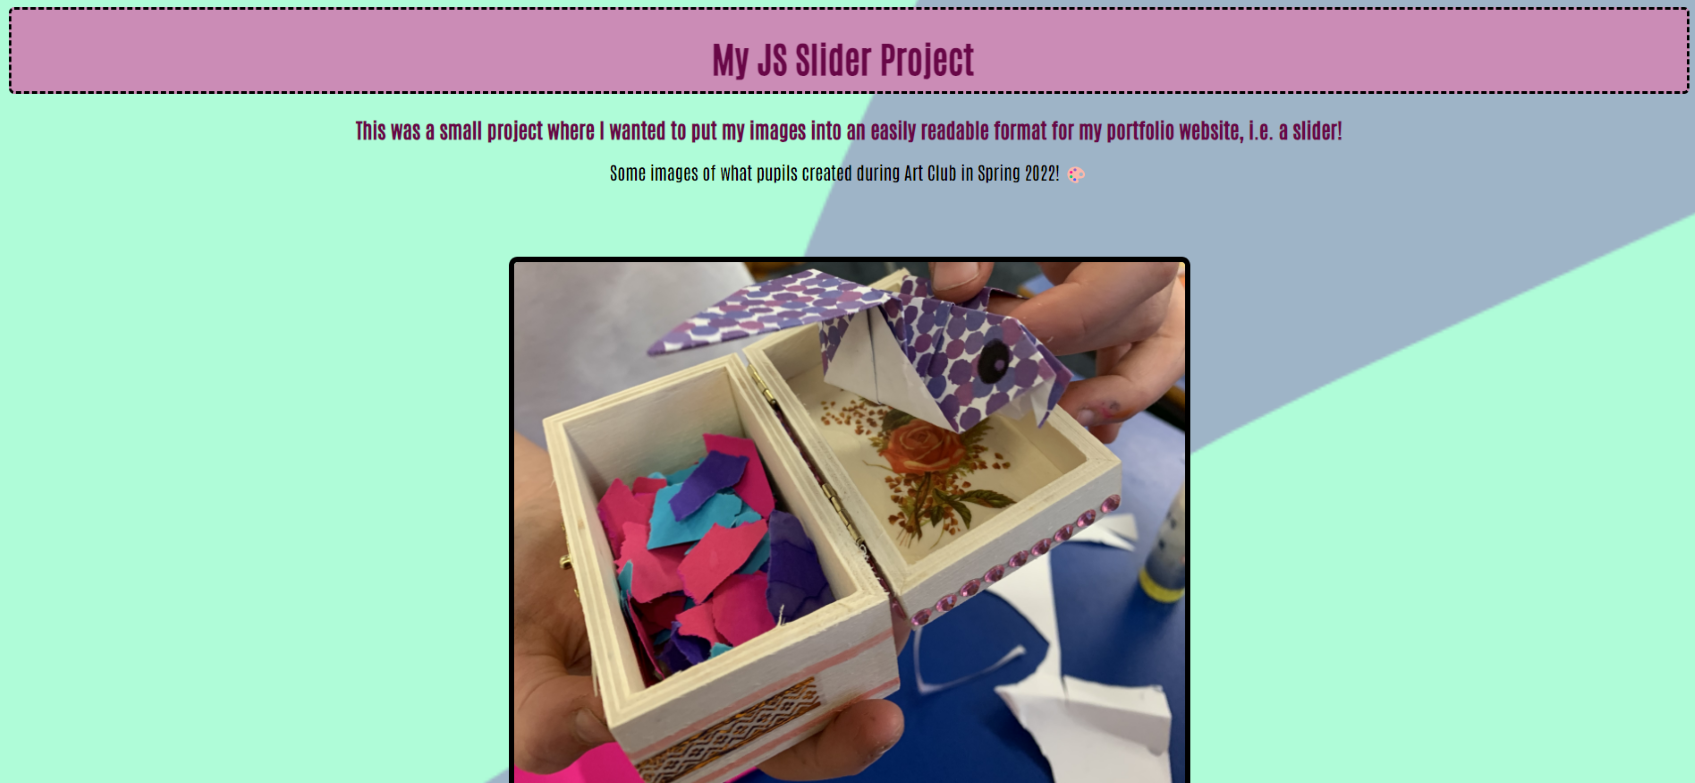 My JS Slider Project
This was a small project where I wanted to put my images into an easily readable format for my portfolio website, i.e. a slider!
Some images of what pupils created during Art Club in Spring 2022! 🎨